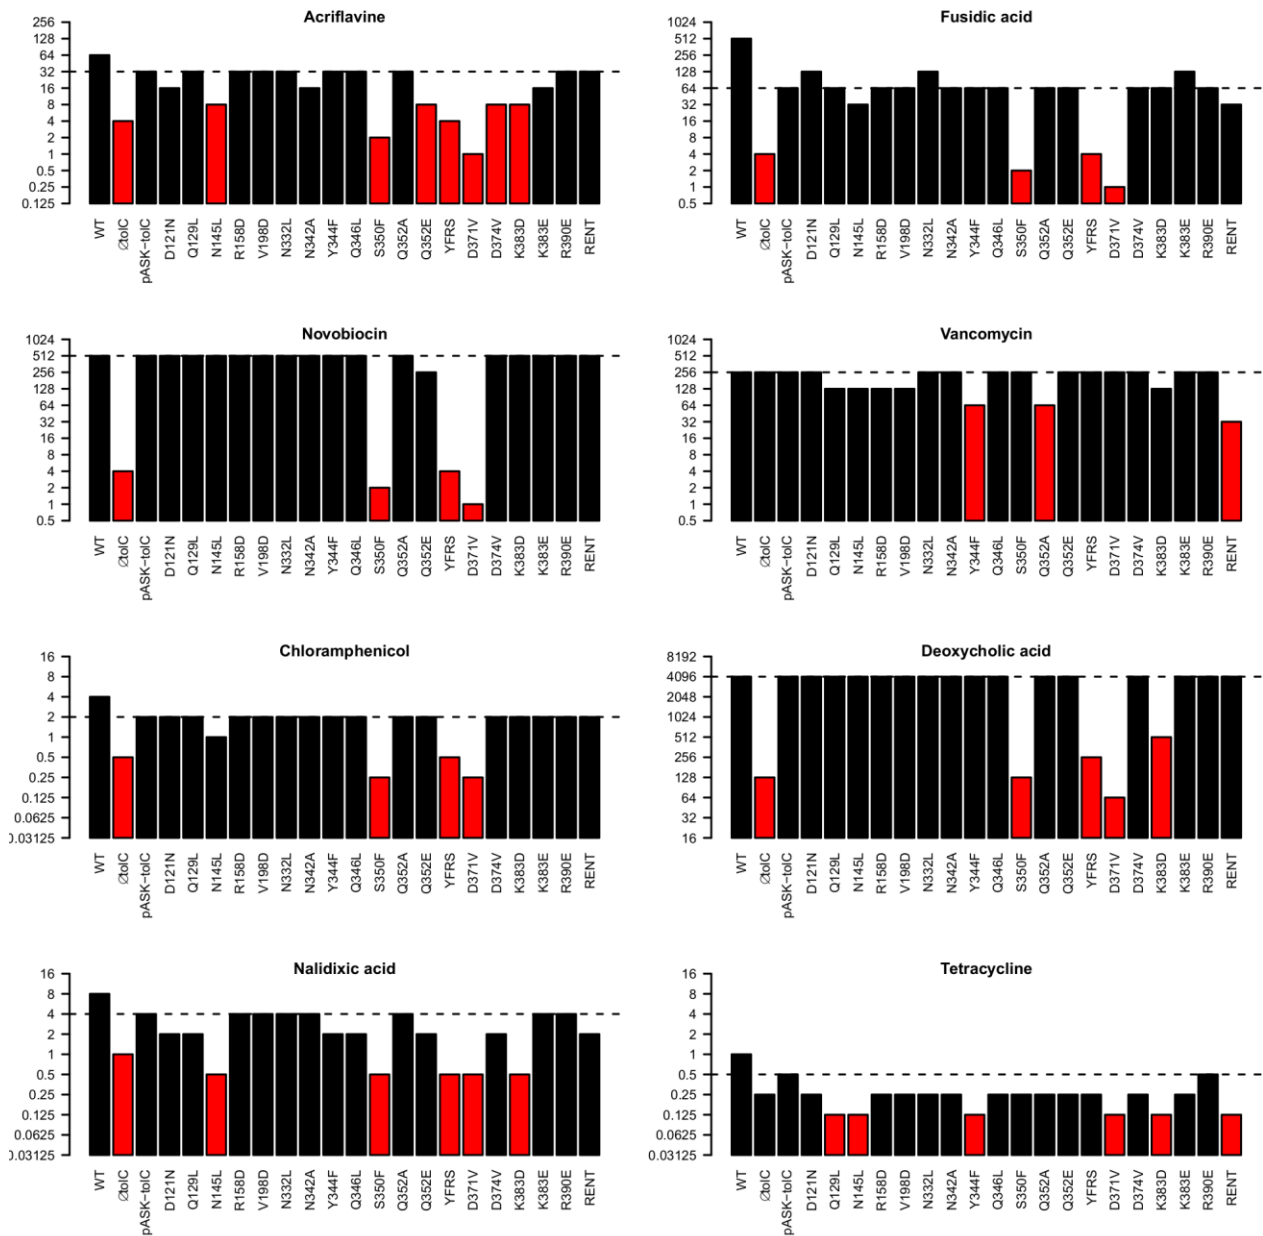 Acriflavine
256
128
64
32
16
8
4
2
1
0.5
0.25
0.125
WT
∅tolC
pASK−tolC
D121N
Q129L
N145L
R158D
V198D
N332L
N342A
Y344F
Q346L
S350F
Q352A
Q352E
YFRS
D371V
D374V
K383D
K383E
R390E
RENT
Fusidic acid
1024
512
256
128
64
32
16
8
4
2
1
0.5
WT
∅tolC
pASK−tolC
D121N
Q129L
N145L
R158D
V198D
N332L
N342A
Y344F
Q346L
S350F
Q352A
Q352E
YFRS
D371V
D374V
K383D
K383E
R390E
RENT
Novobiocin
1024
512
256
128
64
32
16
8
4
2
1
0.5
WT
∅tolC
pASK−tolC
D121N
Q129L
N145L
R158D
V198D
N332L
N342A
Y344F
Q346L
S350F
Q352A
Q352E
YFRS
D371V
D374V
K383D
K383E
R390E
RENT
Vancomycin
1024
512
256
128
64
32
16
8
4
2
1
0.5
WT
∅tolC
pASK−tolC
D121N
Q129L
N145L
R158D
V198D
N332L
N342A
Y344F
Q346L
S350F
Q352A
Q352E
YFRS
D371V
D374V
K383D
K383E
R390E
RENT
Chloramphenicol
16
8
4
2
1
0.5
0.25
0.125
0.0625
0.03125
WT
∅tolC
pASK−tolC
D121N
Q129L
N145L
R158D
V198D
N332L
N342A
Y344F
Q346L
S350F
Q352A
Q352E
YFRS
D371V
D374V
K383D
K383E
R390E
RENT
Deoxycholic acid
8192
4096
2048
1024
512
256
128
64
32
16
WT
∅tolC
pASK−tolC
D121N
Q129L
N145L
R158D
V198D
N332L
N342A
Y344F
Q346L
S350F
Q352A
Q352E
YFRS
D371V
D374V
K383D
K383E
R390E
RENT
Nalidixic acid
16
8
4
2
1
0.5
0.25
0.125
0.0625
0.03125
WT
∅tolC
pASK−tolC
D121N
Q129L
N145L
R158D
V198D
N332L
N342A
Y344F
Q346L
S350F
Q352A
Q352E
YFRS
D371V
D374V
K383D
K383E
R390E
RENT
Tetracycline
16
8
4
2
1
0.5
0.25
0.125
0.0625
0.03125
WT
∅tolC
pASK−tolC
D121N
Q129L
N145L
R158D
V198D
N332L
N342A
Y344F
Q346L
S350F
Q352A
Q352E
YFRS
D371V
D374V
K383D
K383E
R390E
RENT